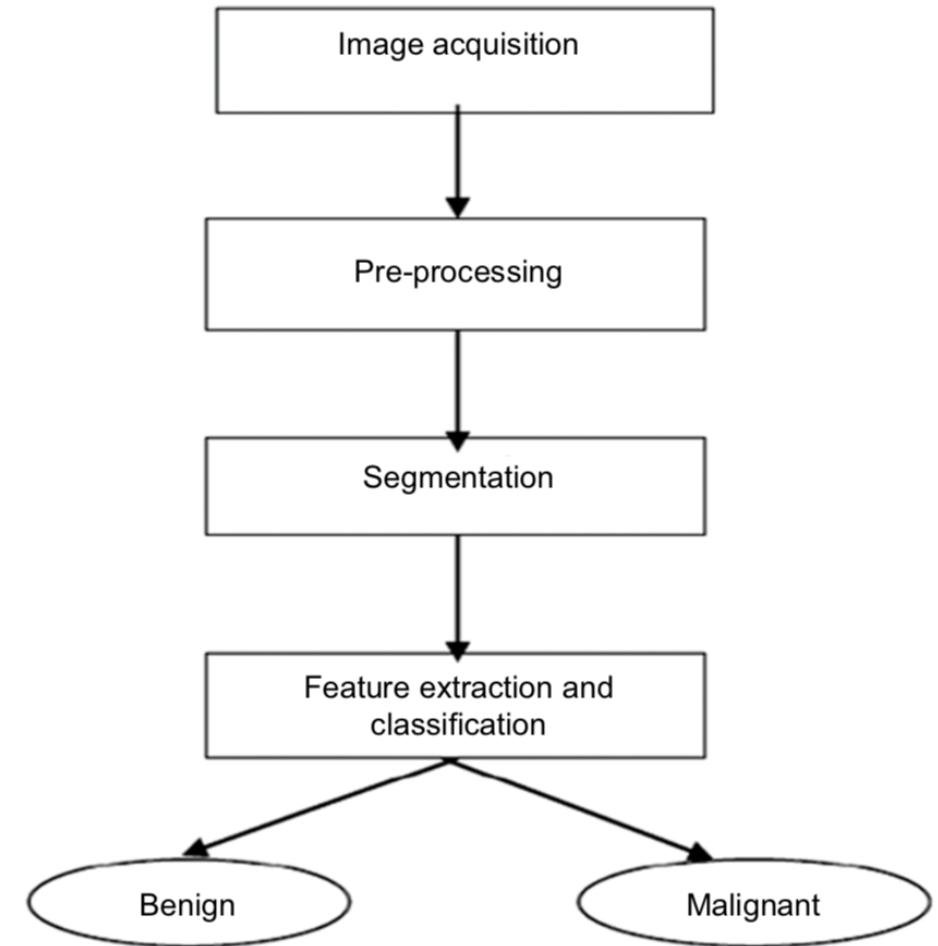 Image acquisition
Pre-processing
Segmentation
Feature extraction and
classification
Benign
Malignant